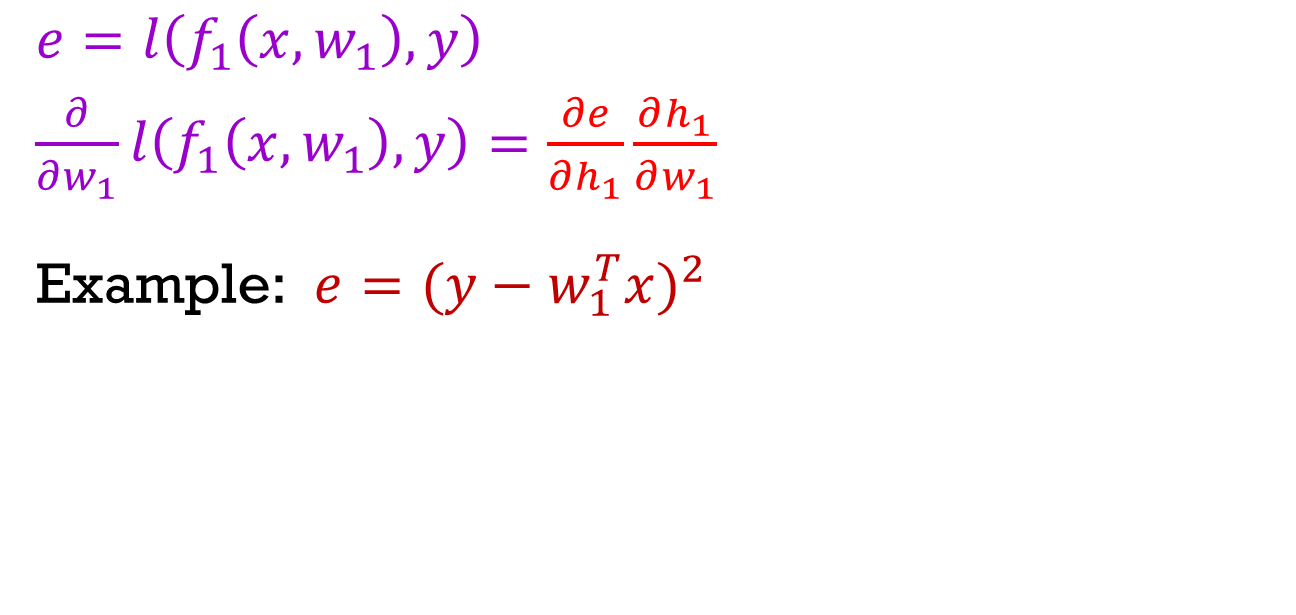 e = l(f₁(x, w₁), y)
∂/∂w₁ l(f₁(x, w₁), y) = ∂e/∂h₁ ∂h₁/∂w₁
Example: e = (y − w₁ᵀx)²